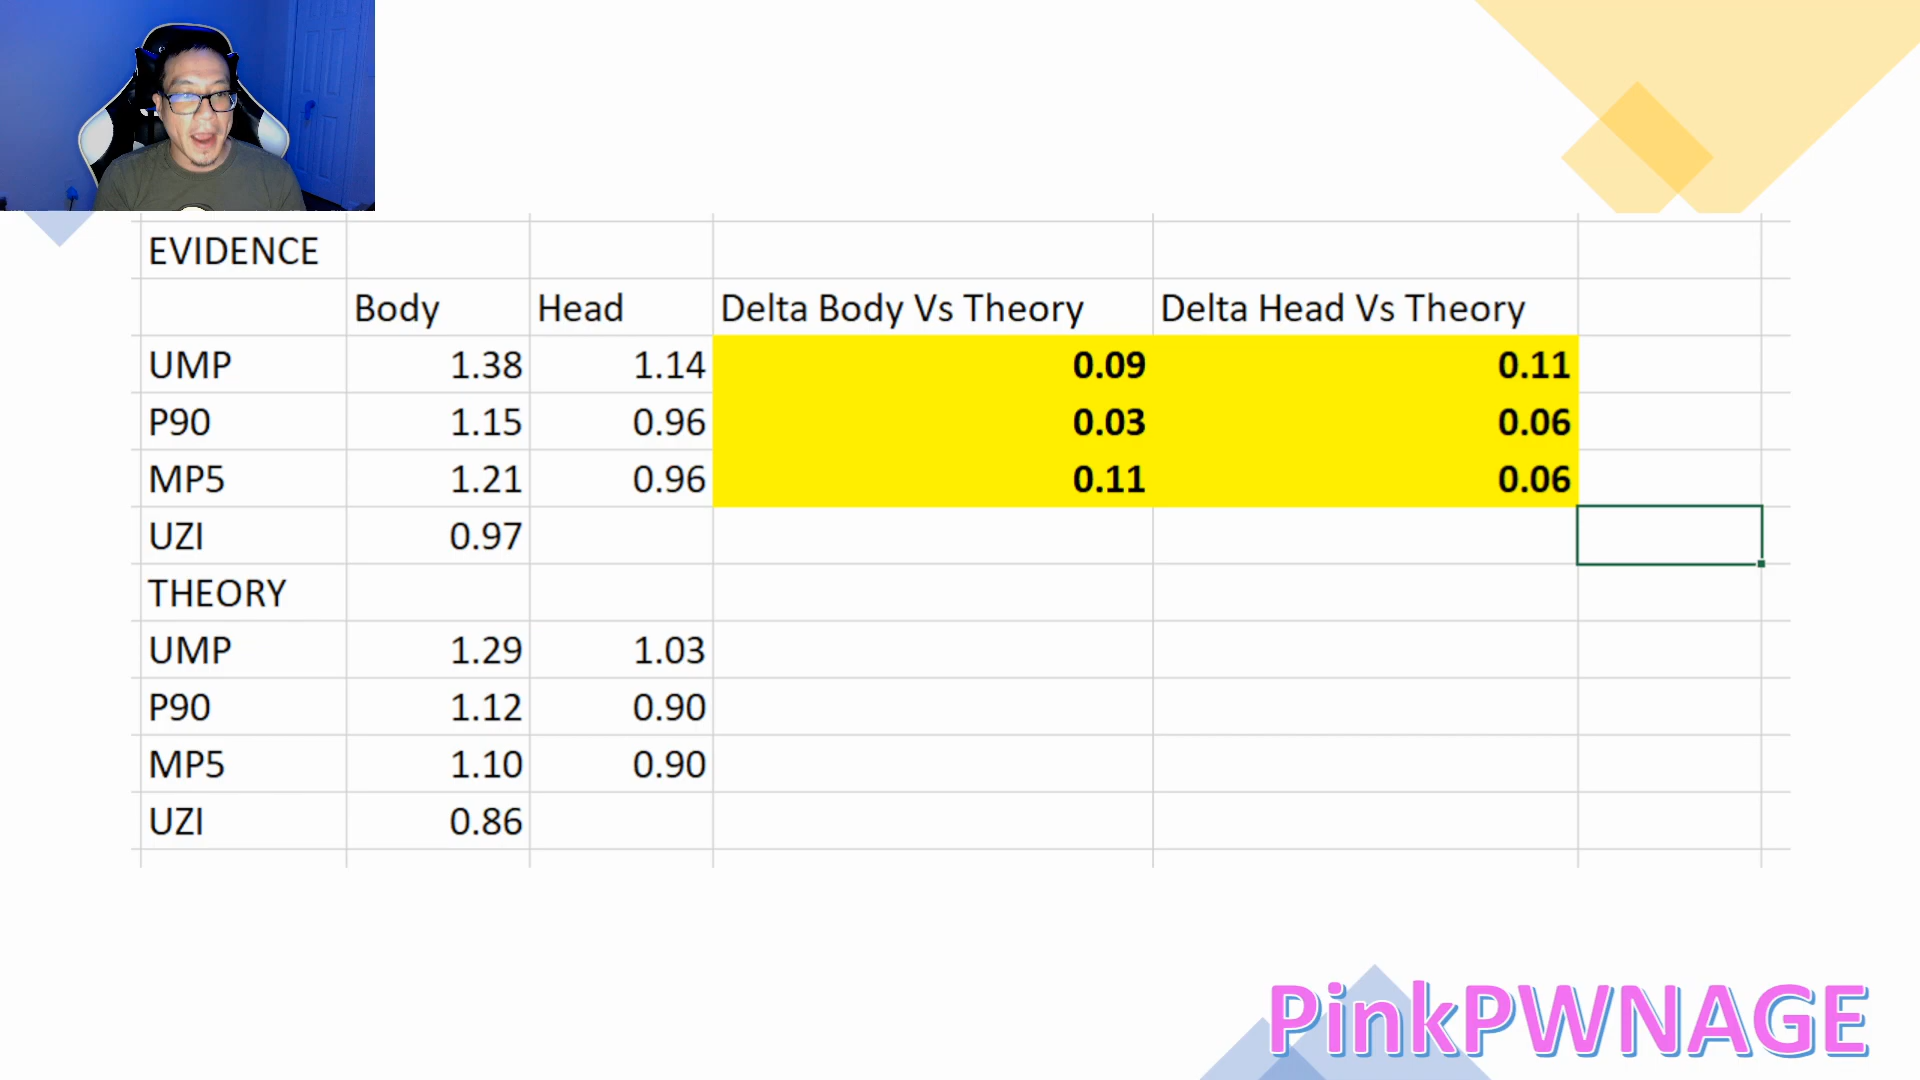 EVIDENCE
Body Head Delta Body Vs Theory Delta Head Vs Theory
UMP 1.38 1.14 0.09 0.11
P90 1.15 0.96 0.03 0.06
MP5 1.21 0.96 0.11 0.06
UZI 0.97
THEORY
UMP 1.29 1.03
P90 1.12 0.90
MP5 1.10 0.90
UZI 0.86
PinkPWNAGE